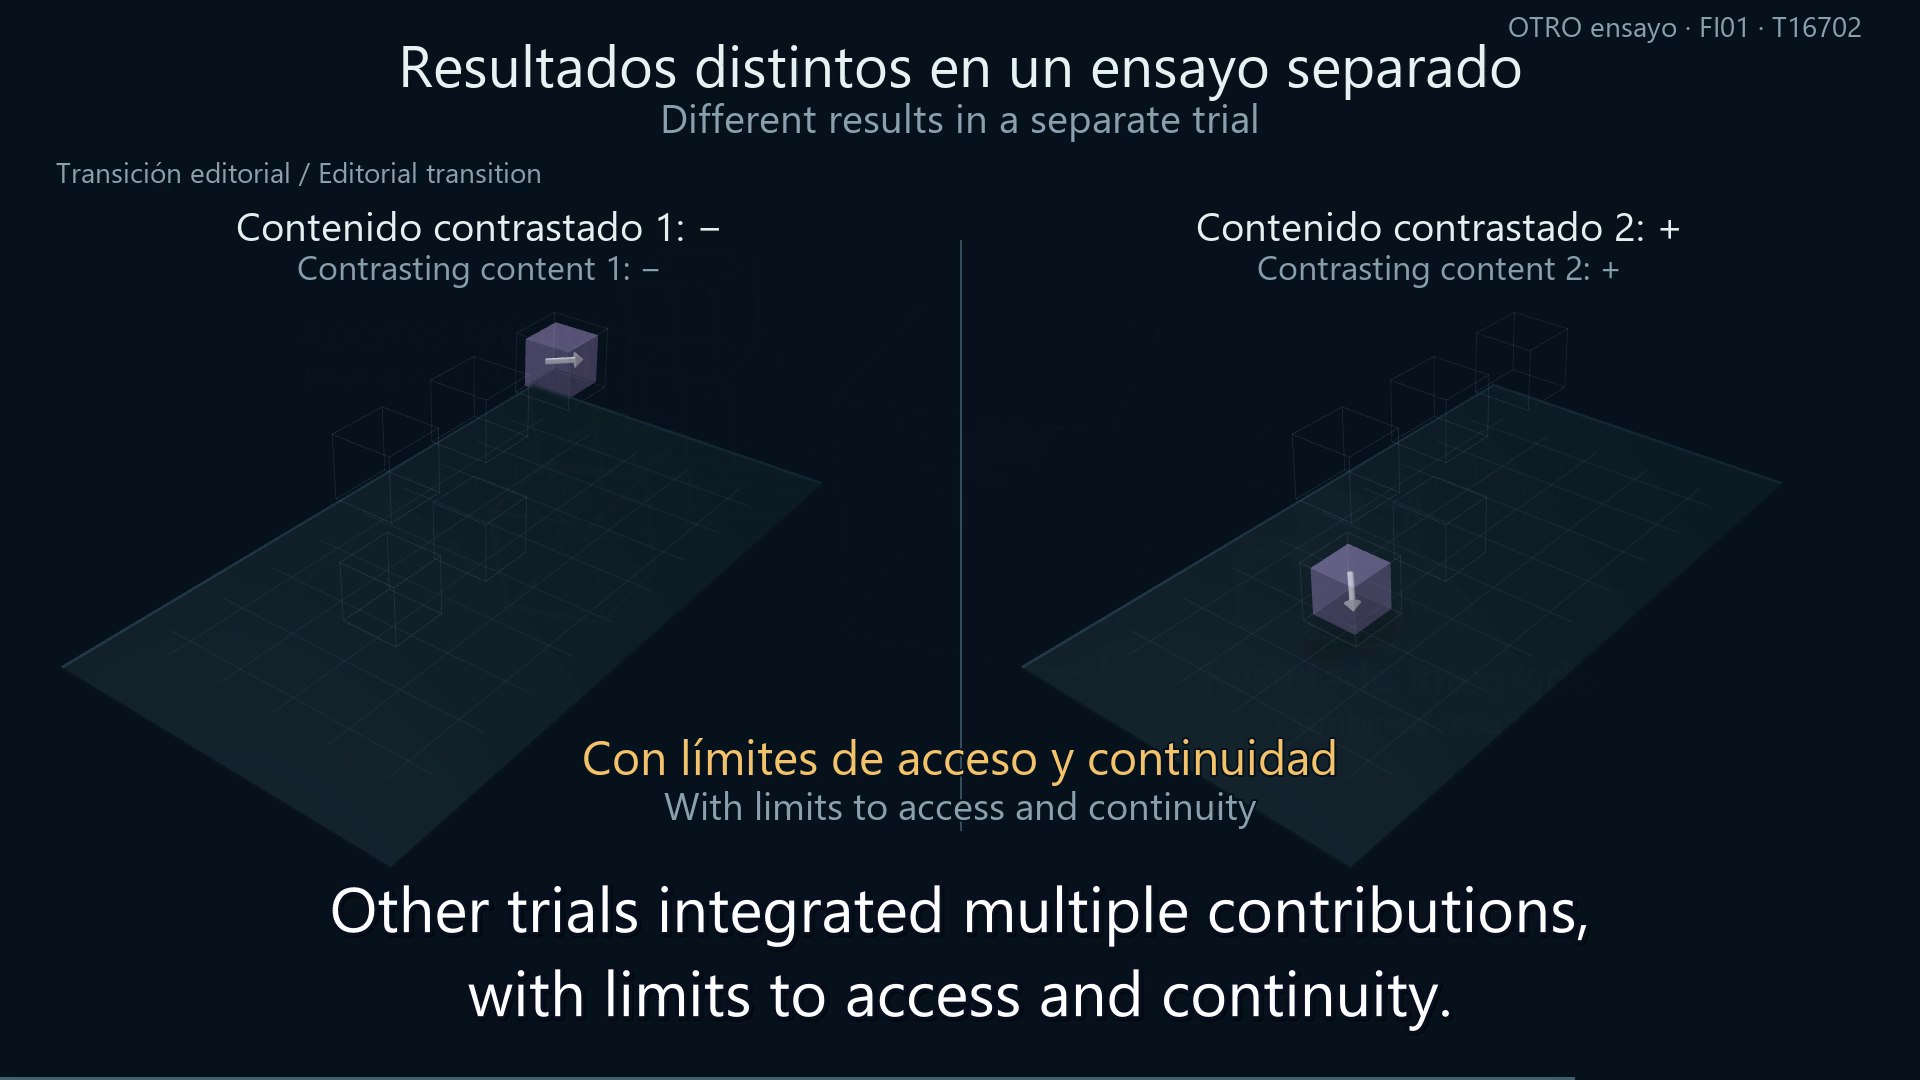 OTRO ensayo · FI01 · T16702
Resultados distintos en un ensayo separado
Different results in a separate trial
Transición editorial / Editorial transition
Contenido contrastado 1: −
Contrasting content 1: −
Contenido contrastado 2: +
Contrasting content 2: +
Con límites de acceso y continuidad
With limits to access and continuity
Other trials integrated multiple contributions,
with limits to access and continuity.